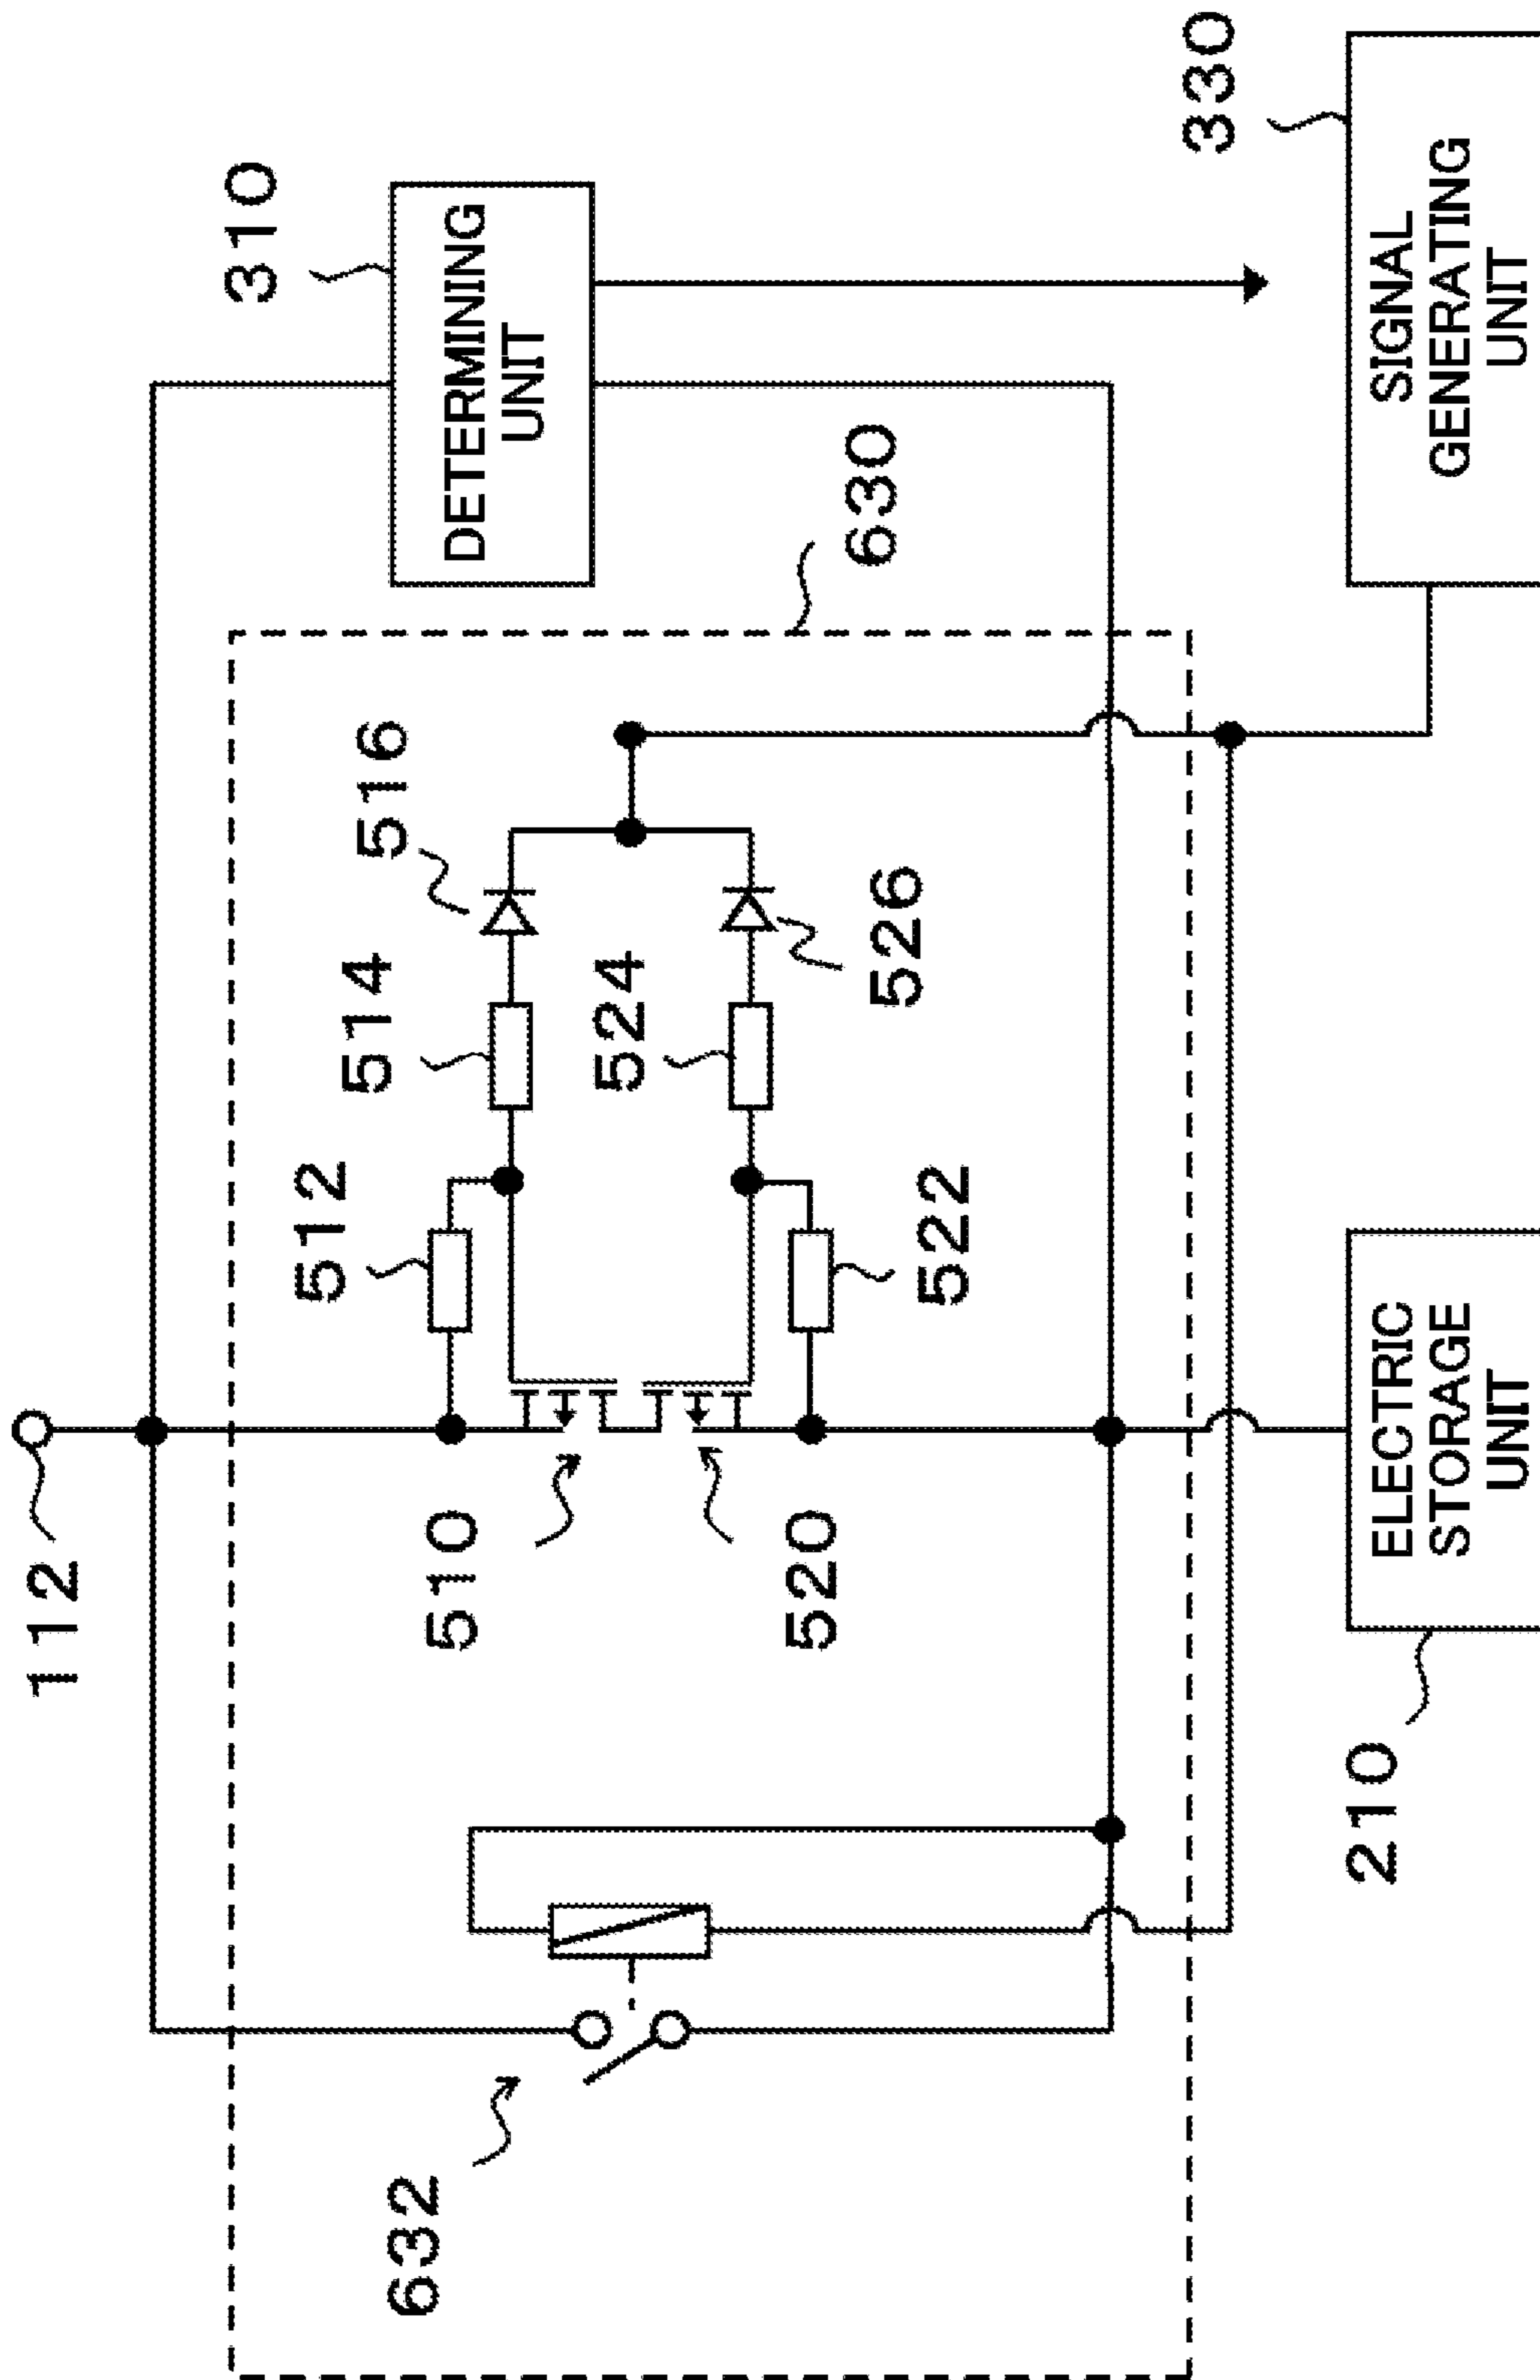 112
632
510
520
512
514
516
522
524
526
630
310
DETERMINING
UNIT
330
SIGNAL
GENERATING
UNIT
210
ELECTRIC
STORAGE
UNIT